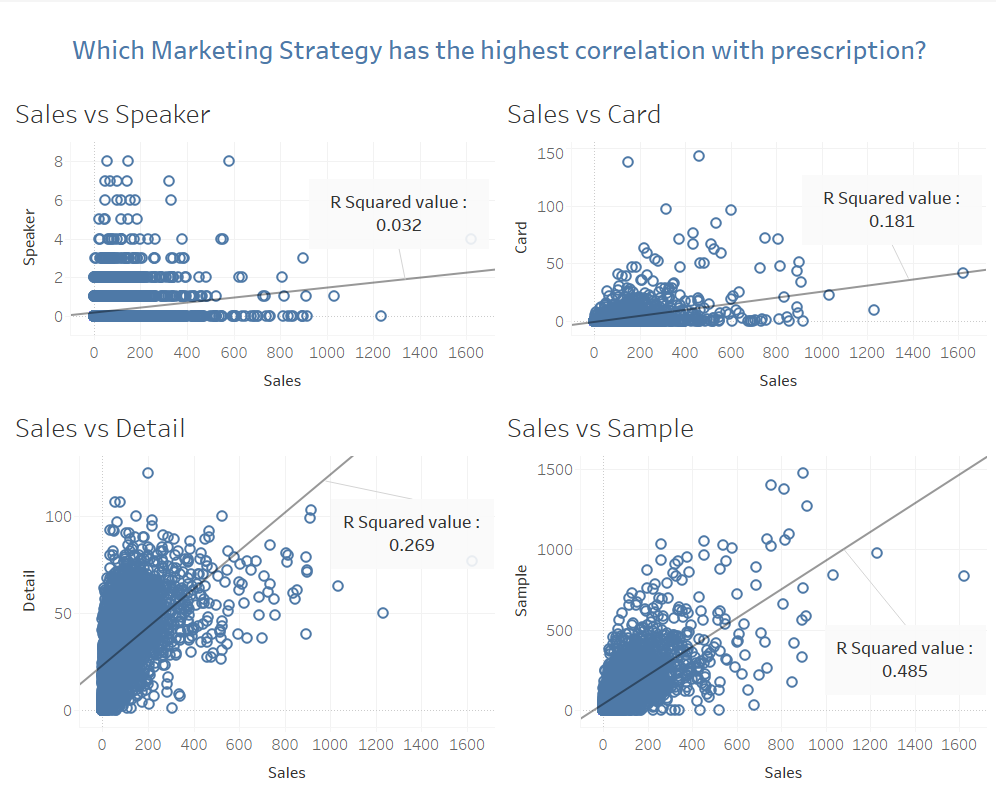 Which Marketing Strategy has the highest correlation with prescription?
Sales vs Speaker
8
6
4
2
0
Speaker
R Squared value :
0.032
0 200 400 600 800 1000 1200 1400 1600
Sales
Sales vs Card
150
100
50
0
Card
R Squared value :
0.181
0 200 400 600 800 1000 1200 1400 1600
Sales
Sales vs Detail
100
50
0
Detail
R Squared value :
0.269
0 200 400 600 800 1000 1200 1400 1600
Sales
Sales vs Sample
1500
1000
500
0
Sample
R Squared value :
0.485
0 200 400 600 800 1000 1200 1400 1600
Sales